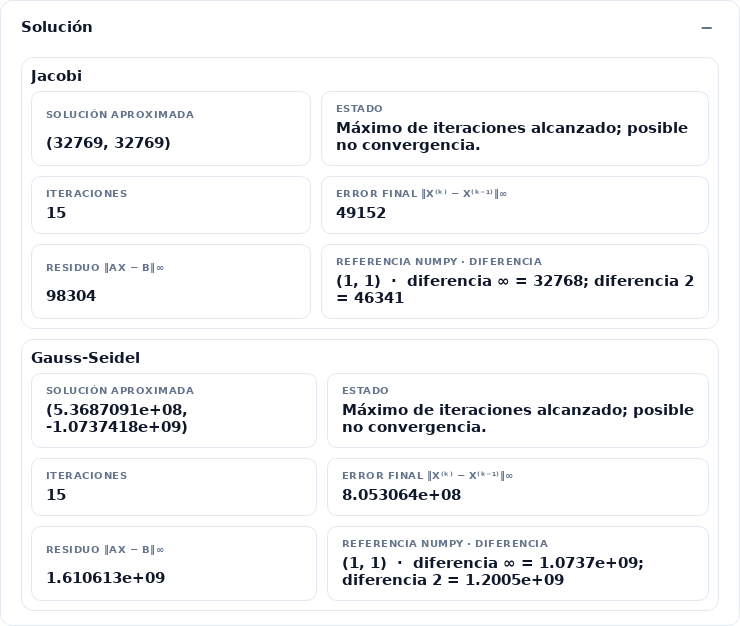 Solución
−
Jacobi
SOLUCIÓN APROXIMADA
(32769, 32769)
ESTADO
Máximo de iteraciones alcanzado; posible
no convergencia.
ITERACIONES
15
ERROR FINAL ‖X⁽ᵏ⁾ − X⁽ᵏ⁻¹⁾‖∞
49152
RESIDUO ‖AX − B‖∞
98304
REFERENCIA NUMPY · DIFERENCIA
(1, 1) · diferencia ∞ = 32768; diferencia 2
= 46341
Gauss-Seidel
SOLUCIÓN APROXIMADA
(5.3687091e+08,
-1.0737418e+09)
ESTADO
Máximo de iteraciones alcanzado; posible
no convergencia.
ITERACIONES
15
ERROR FINAL ‖X⁽ᵏ⁾ − X⁽ᵏ⁻¹⁾‖∞
8.053064e+08
RESIDUO ‖AX − B‖∞
1.610613e+09
REFERENCIA NUMPY · DIFERENCIA
(1, 1) · diferencia ∞ = 1.0737e+09;
diferencia 2 = 1.2005e+09